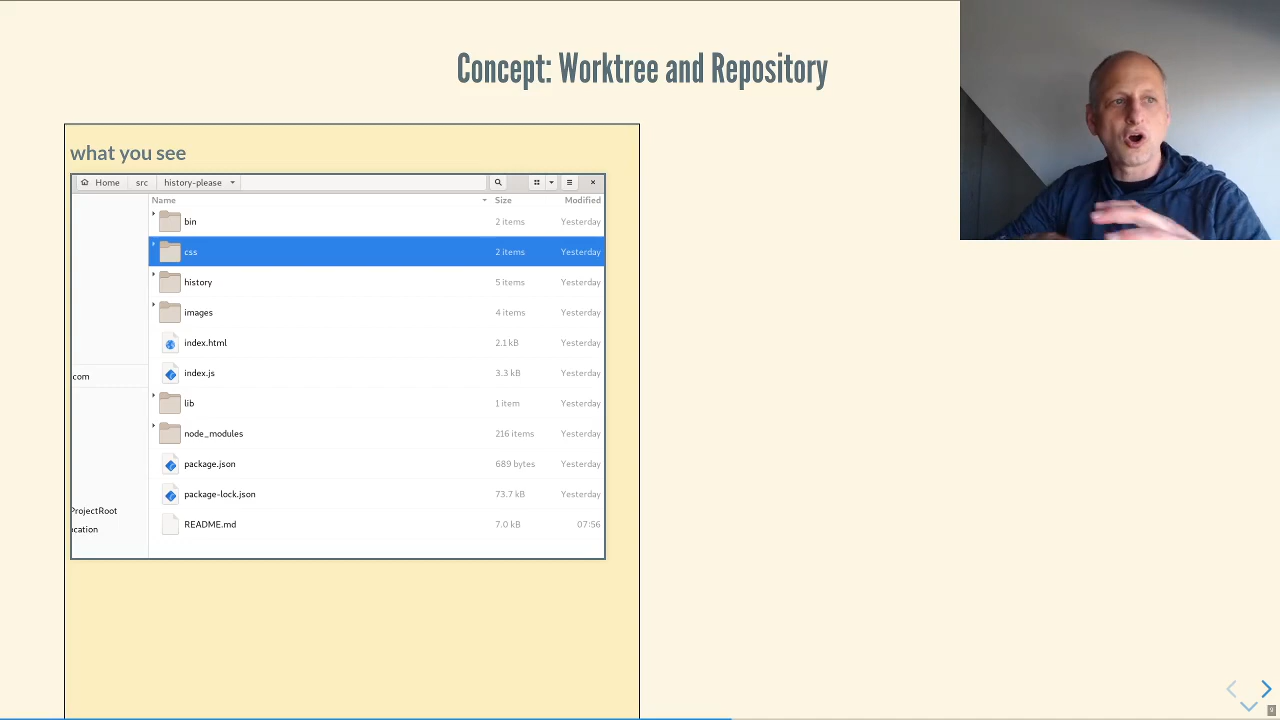 Concept: Worktree and Repository
what you see
Home src history-please
Name Size Modified
bin 2 items Yesterday
css 2 items Yesterday
history 5 items Yesterday
images 4 items Yesterday
index.html 2.1 kB Yesterday
index.js 3.3 kB Yesterday
com
lib 1 item Yesterday
node_modules 216 items Yesterday
package.json 689 bytes Yesterday
package-lock.json 73.7 kB Yesterday
ProjectRoot
README.md 7.0 kB 07:56
ication
9